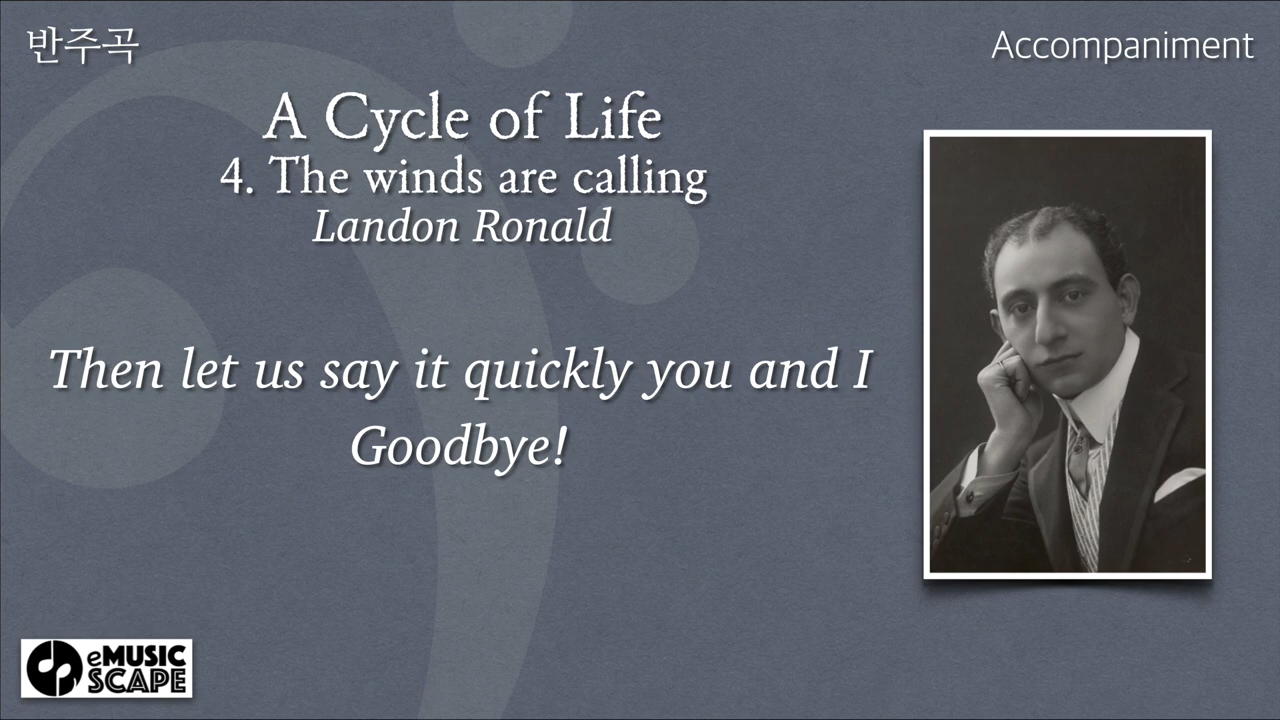 반주곡
Accompaniment
A Cycle of Life
4. The winds are calling
Landon Ronald
Then let us say it quickly you and I
Goodbye!
eMUSIC
SCAPE